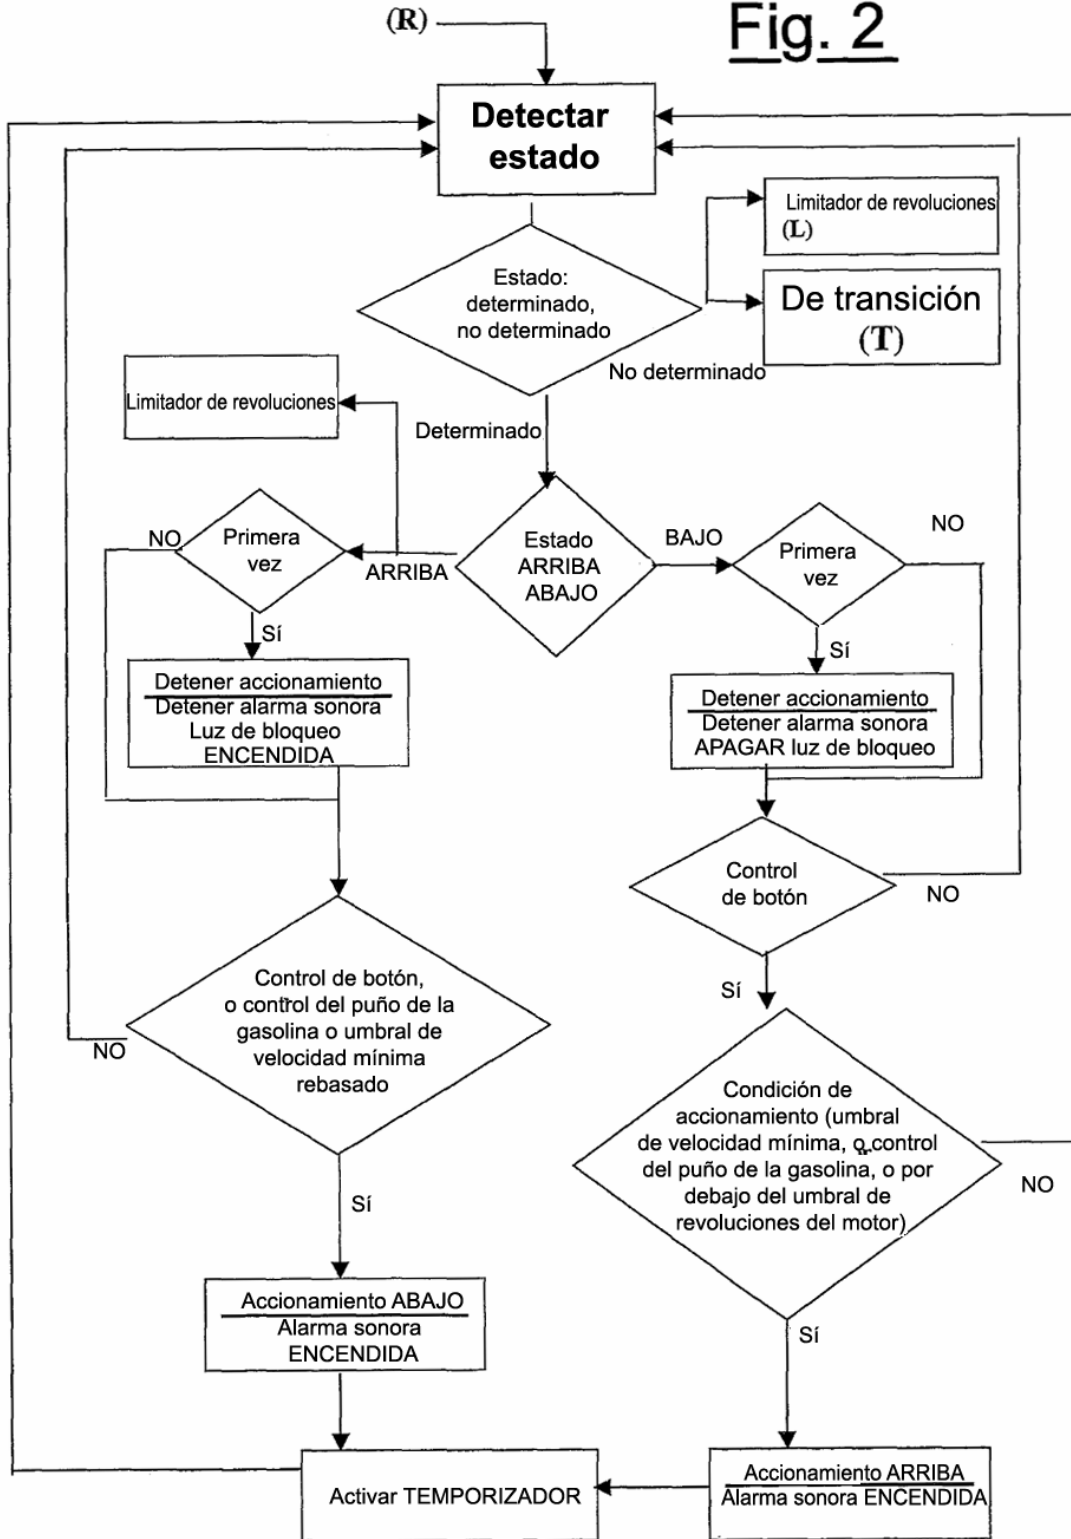 (R)
Fig. 2
Detectar
estado
Limitador de revoluciones
(L)
Estado:
determinado,
no determinado
De transición
(T)
No determinado
Limitador de revoluciones
Determinado
NO
Primera
vez
ARRIBA
Estado
ARRIBA
ABAJO
BAJO
Primera
vez
NO
Sí
Sí
Detener accionamiento
Detener alarma sonora
Luz de bloqueo
ENCENDIDA
Detener accionamiento
Detener alarma sonora
APAGAR luz de bloqueo
Control
de botón
NO
Sí
Control de botón,
o control del puño de la
gasolina o umbral de
velocidad mínima
rebasado
NO
Condición de
accionamiento (umbral
de velocidad mínima, o control
del puño de la gasolina, o por
debajo del umbral de
revoluciones del motor)
NO
Sí
Accionamiento ABAJO
Alarma sonora
ENCENDIDA
Sí
Activar TEMPORIZADOR
Accionamiento ARRIBA
Alarma sonora ENCENDIDA